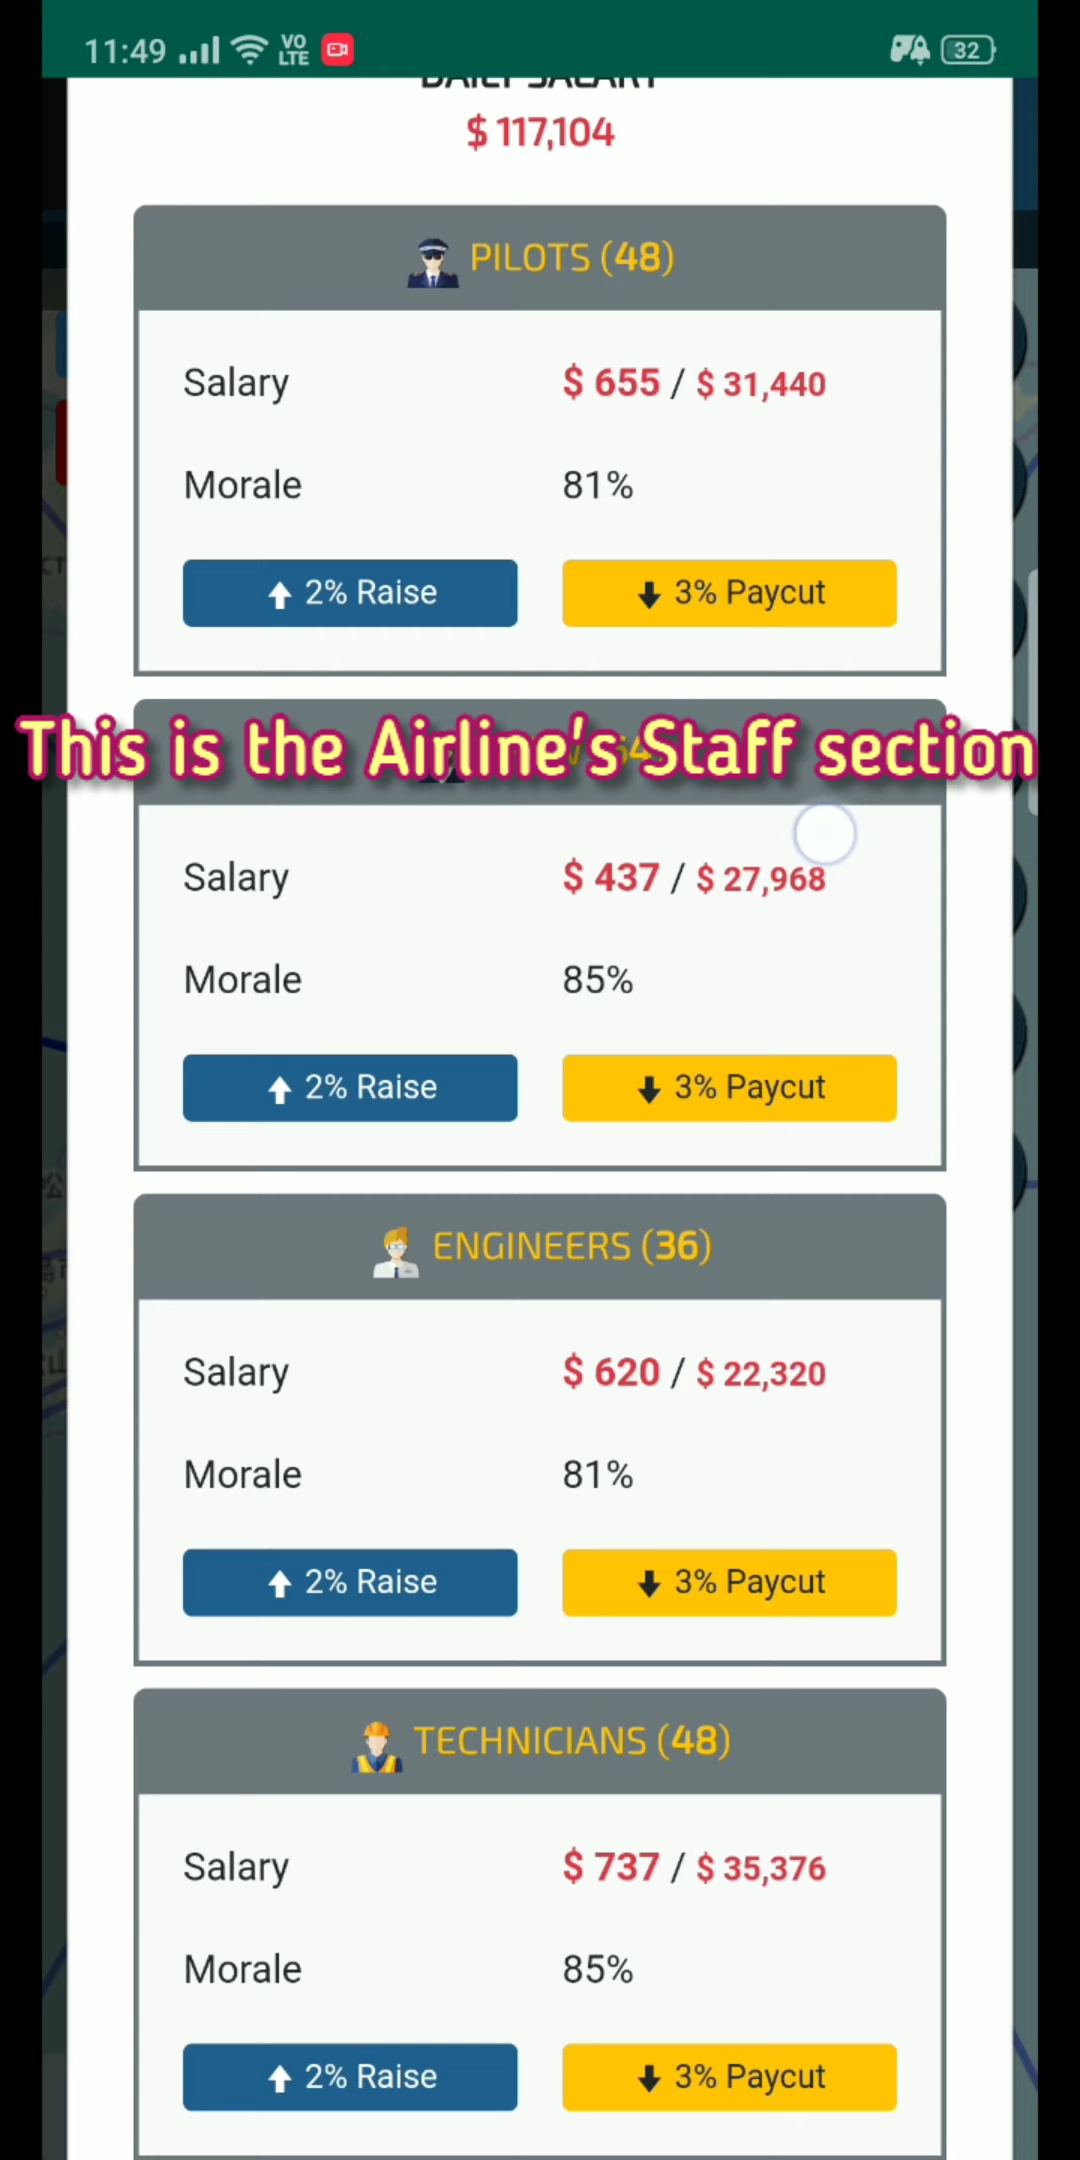 11:49 VO LTE 32
DAILY SALARY
$ 117,104
PILOTS (48)
Salary $ 655 / $ 31,440
Morale 81%
2% Raise 3% Paycut
This is the Airline's Staff section
Salary $ 437 / $ 27,968
Morale 85%
2% Raise 3% Paycut
ENGINEERS (36)
Salary $ 620 / $ 22,320
Morale 81%
2% Raise 3% Paycut
TECHNICIANS (48)
Salary $ 737 / $ 35,376
Morale 85%
2% Raise 3% Paycut